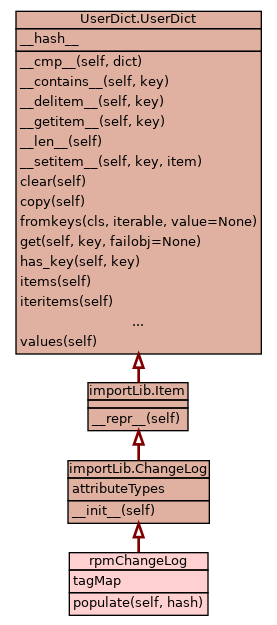 UserDict.UserDict
__hash__
__cmp__(self, dict)
__contains__(self, key)
__delitem__(self, key)
__getitem__(self, key)
__len__(self)
__setitem__(self, key, item)
clear(self)
copy(self)
fromkeys(cls, iterable, value=None)
get(self, key, failobj=None)
has_key(self, key)
items(self)
iteritems(self)
...
values(self)
importLib.Item
__repr__(self)
importLib.ChangeLog
attributeTypes
__init__(self)
rpmChangeLog
tagMap
populate(self, hash)